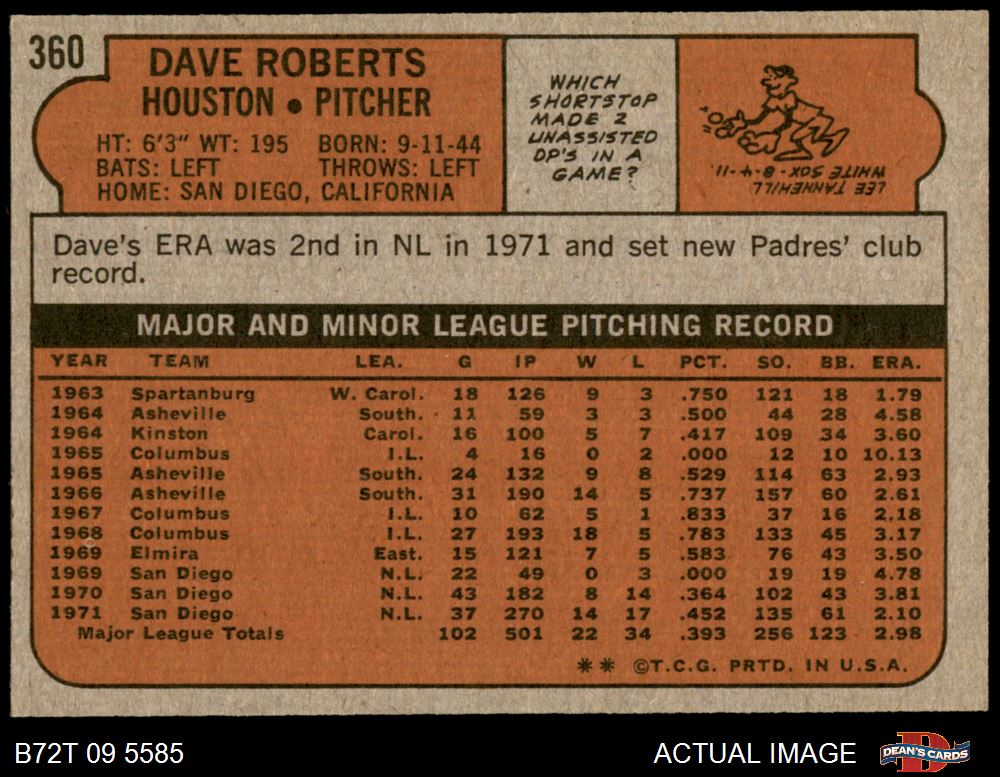 360
DAVE ROBERTS
HOUSTON • PITCHER
HT: 6'3" WT: 195 BORN: 9-11-44
BATS: LEFT THROWS: LEFT
HOME: SAN DIEGO, CALIFORNIA
WHICH
SHORTSTOP
MADE 2
UNASSISTED
DP'S IN A
GAME?
LEE TANNEHILL
WHITE SOX - 8-4-11.
Dave's ERA was 2nd in NL in 1971 and set new Padres' club
record.
MAJOR AND MINOR LEAGUE PITCHING RECORD
YEAR TEAM LEA. G IP W L PCT. SO. BB. ERA.
1963 Spartanburg W. Carol. 18 126 9 3 .750 121 18 1.79
1964 Asheville South. 11 59 3 3 .500 44 28 4.58
1964 Kinston Carol. 16 100 5 7 .417 109 34 3.60
1965 Columbus I.L. 4 16 0 2 .000 12 10 10.13
1965 Asheville South. 24 132 9 8 .529 114 63 2.93
1966 Asheville South. 31 190 14 5 .737 157 60 2.61
1967 Columbus I.L. 10 62 5 1 .833 37 16 2.18
1968 Columbus I.L. 27 193 18 5 .783 133 45 3.17
1969 Elmira East. 15 121 7 5 .583 76 43 3.50
1969 San Diego N.L. 22 49 0 3 .000 19 19 4.78
1970 San Diego N.L. 43 182 8 14 .364 102 43 3.81
1971 San Diego N.L. 37 270 14 17 .452 135 61 2.10
Major League Totals 102 501 22 34 .393 256 123 2.98
** ©T.C.G. PRTD. IN U.S.A.
B72T 09 5585
ACTUAL IMAGE
D
DEAN'S CARDS